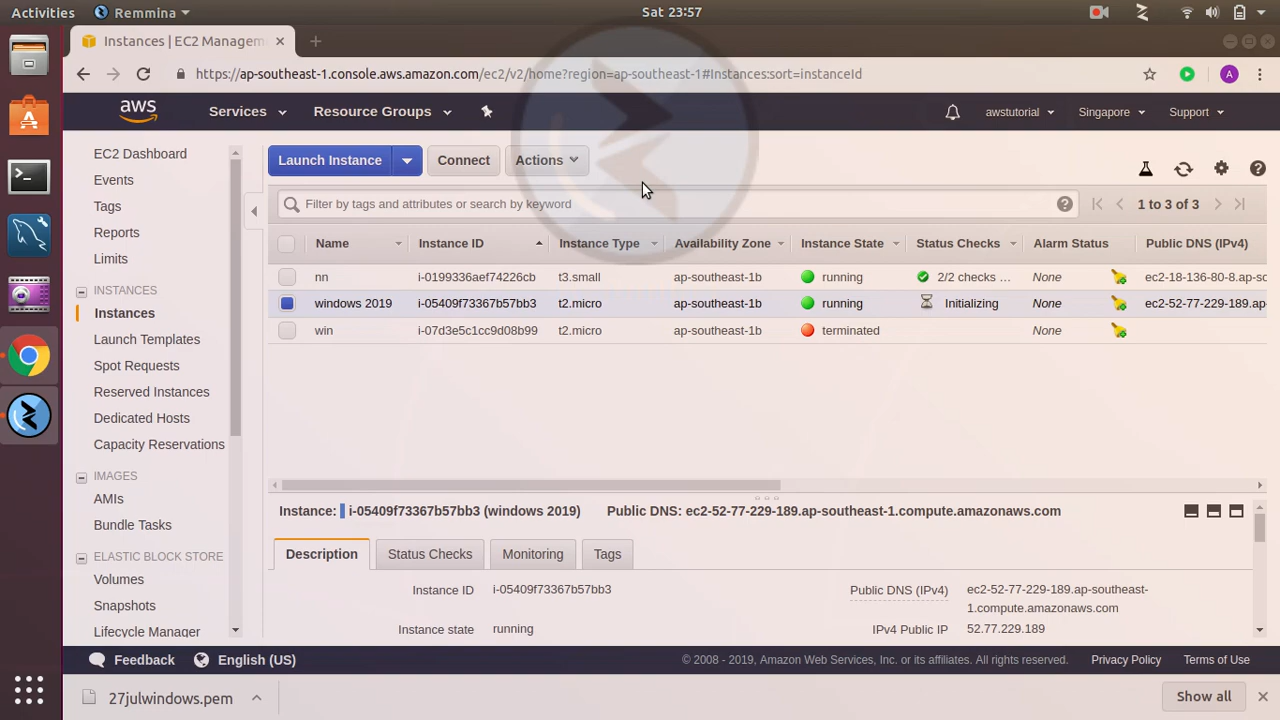 Activities
Remmina
Sat 23:57
Instances | EC2 Managem
https://ap-southeast-1.console.aws.amazon.com/ec2/v2/home?region=ap-southeast-1#Instances:sort=instanceId
A
aws
Services
Resource Groups
awstutorial
Singapore
Support
EC2 Dashboard
Events
Tags
Reports
Limits
INSTANCES
Instances
Launch Templates
Spot Requests
Reserved Instances
Dedicated Hosts
Capacity Reservations
IMAGES
AMIs
Bundle Tasks
ELASTIC BLOCK STORE
Volumes
Snapshots
Lifecycle Manager
Launch Instance
Connect
Actions
Filter by tags and attributes or search by keyword
1 to 3 of 3
Name Instance ID Instance Type Availability Zone Instance State Status Checks Alarm Status Public DNS (IPv4)
nn i-0199336aef74226cb t3.small ap-southeast-1b running 2/2 checks ... None ec2-18-136-80-8.ap-so
windows 2019 i-05409f73367b57bb3 t2.micro ap-southeast-1b running Initializing None ec2-52-77-229-189.ap
win i-07d3e5c1cc9d08b99 t2.micro ap-southeast-1b terminated None
Instance: i-05409f73367b57bb3 (windows 2019) Public DNS: ec2-52-77-229-189.ap-southeast-1.compute.amazonaws.com
Description
Status Checks
Monitoring
Tags
Instance ID i-05409f73367b57bb3
Public DNS (IPv4) ec2-52-77-229-189.ap-southeast-
1.compute.amazonaws.com
Instance state running
IPv4 Public IP 52.77.229.189
Feedback
English (US)
© 2008 - 2019, Amazon Web Services, Inc. or its affiliates. All rights reserved.
Privacy Policy
Terms of Use
27julwindows.pem
Show all